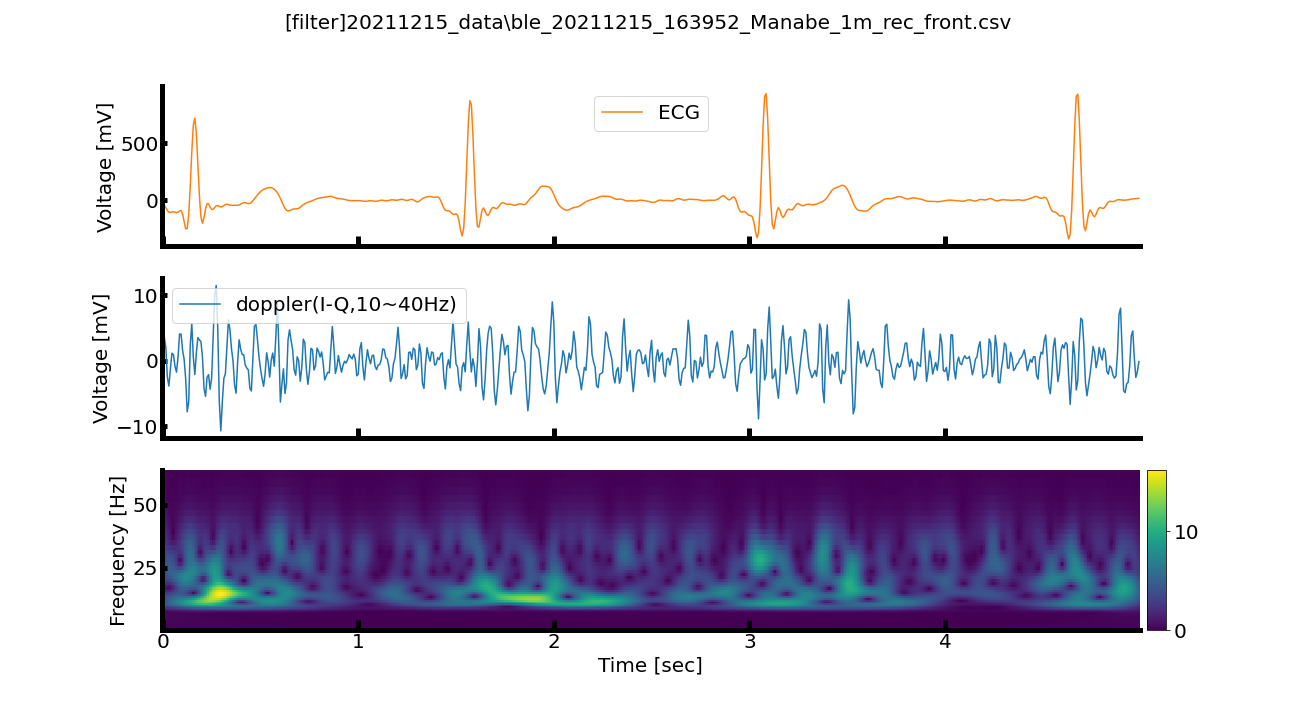 [filter]20211215_data\ble_20211215_163952_Manabe_1m_rec_front.csv
Voltage [mV]
500
0
ECG
Voltage [mV]
10
0
−10
doppler(I-Q,10~40Hz)
Frequency [Hz]
50
25
0
1
2
3
4
Time [sec]
10
0